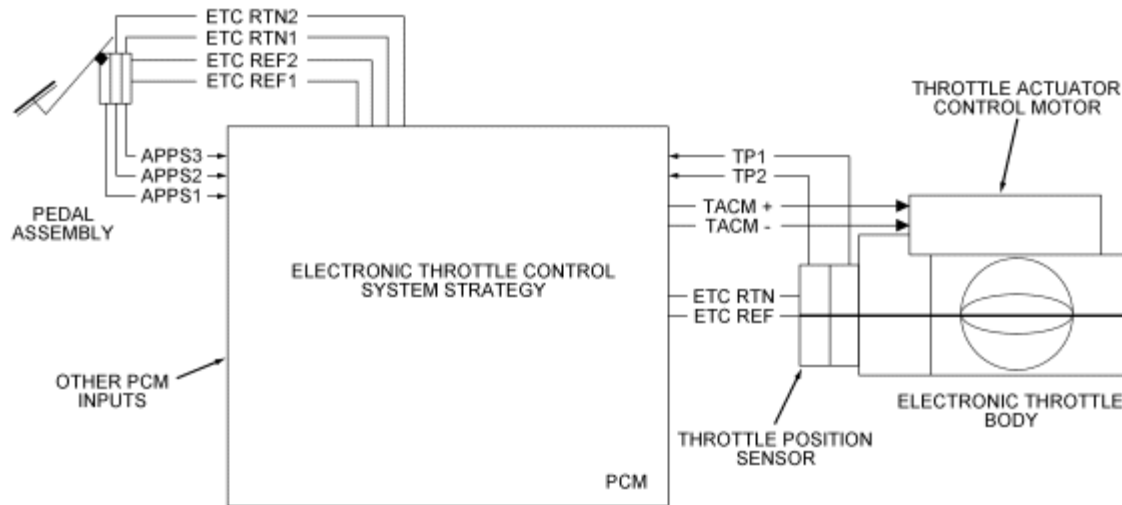 ETC RTN2
ETC RTN1
ETC REF2
ETC REF1
APPS3
APPS2
APPS1
PEDAL
ASSEMBLY
ELECTRONIC THROTTLE CONTROL
SYSTEM STRATEGY
OTHER PCM
INPUTS
PCM
TP1
TP2
TACM +
TACM -
ETC RTN
ETC REF
THROTTLE ACTUATOR
CONTROL MOTOR
THROTTLE POSITION
SENSOR
ELECTRONIC THROTTLE
BODY